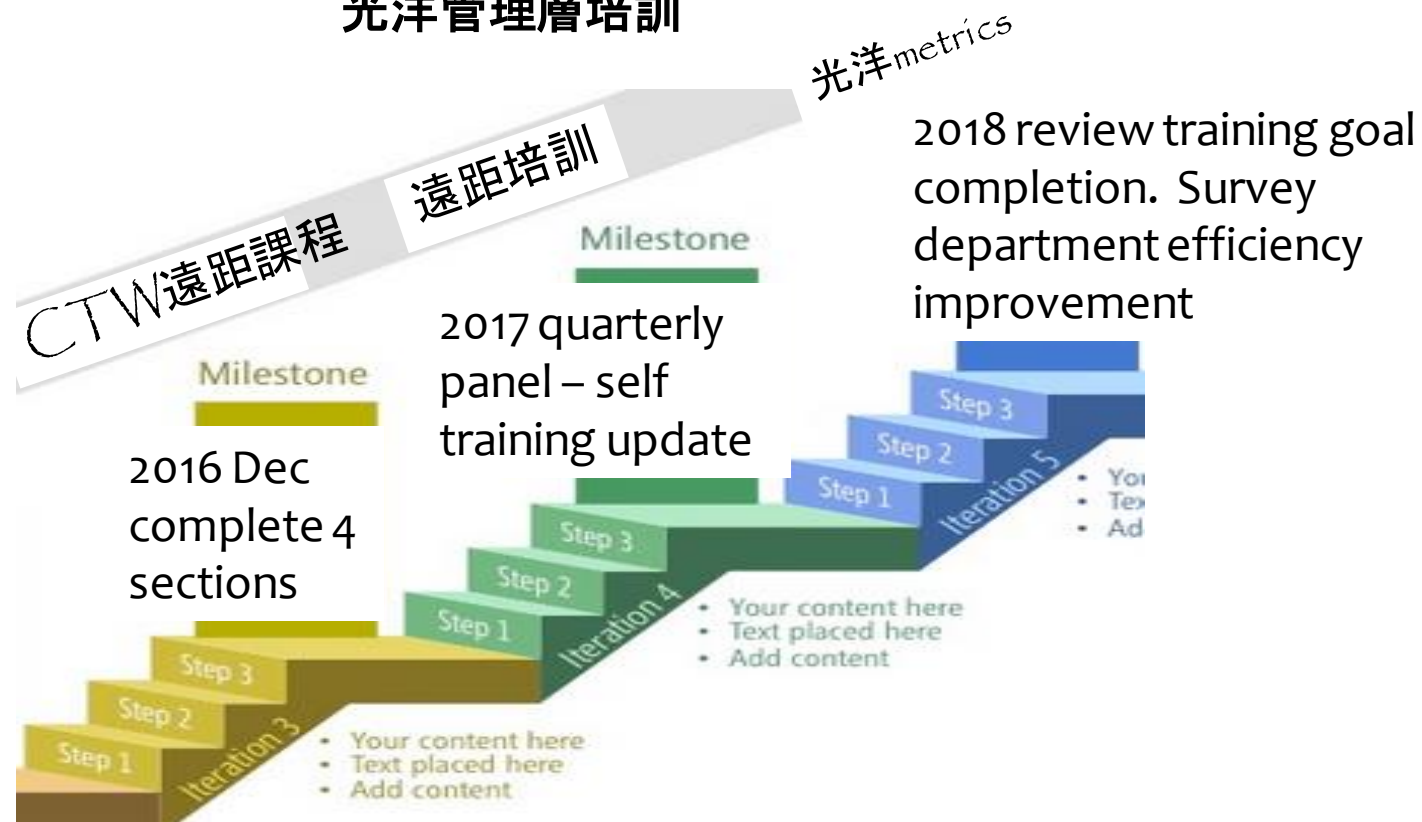 光洋管理層培訓
光洋metrics
CTW遠距課程
遠距培訓
2018 review training goal
completion. Survey
department efficiency
improvement
Milestone
2017 quarterly
panel – self
training update
Milestone
2016 Dec
complete 4
sections
Step 3
Step 2
Step 1
Iteration 5
Step 3
Step 2
Step 1
Iteration 4
• Your content here
• Text placed here
• Add content
Step 3
Step 2
Step 1
Iteration 3
• Your content here
• Text placed here
• Add content